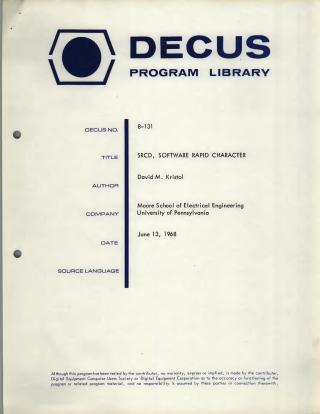 DECUS
PROGRAM LIBRARY
DECUS NO. 8-131
TITLE SRCD, SOFTWARE RAPID CHARACTER
AUTHOR David M. Kristol
COMPANY Moore School of Electrical Engineering
University of Pennsylvania
DATE June 13, 1968
SOURCE LANGUAGE
Although this program has been tested by the contributor, no warranty, express or implied, is made by the contributor,
Digital Equipment Computer Users Society or Digital Equipment Corporation as to the accuracy or functioning of the
program or related program material, and no responsibility is assumed by these parties in connection therewith.